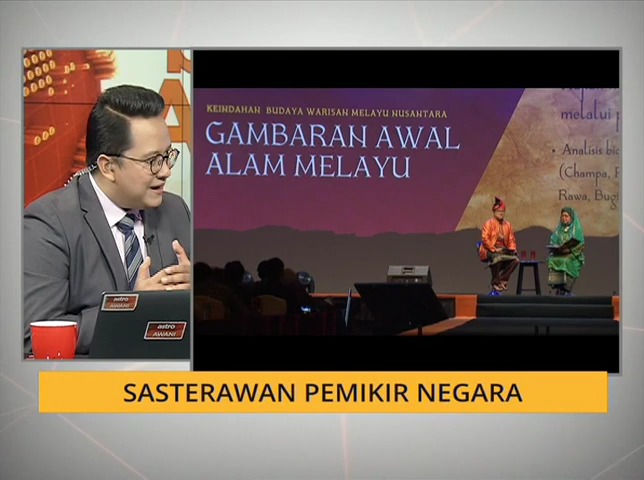 KEINDAHAN BUDAYA WARISAN MELAYU NUSANTARA
GAMBARAN AWAL
ALAM MELAYU
melalui
• Analisis
(Champa,
Rawa,
astro
AWANI
astro
AWANI
SASTERAWAN PEMIKIR NEGARA